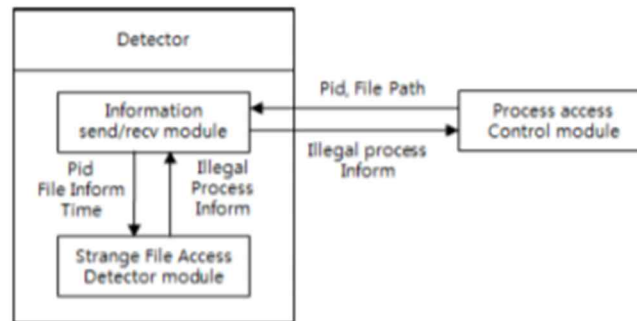 Detector
Information
send/recv module
Pid, File Path
Process access
Control module
Illegal process
Inform
Pid
File Inform
Time
Illegal
Process
Inform
Strange File Access
Detector module